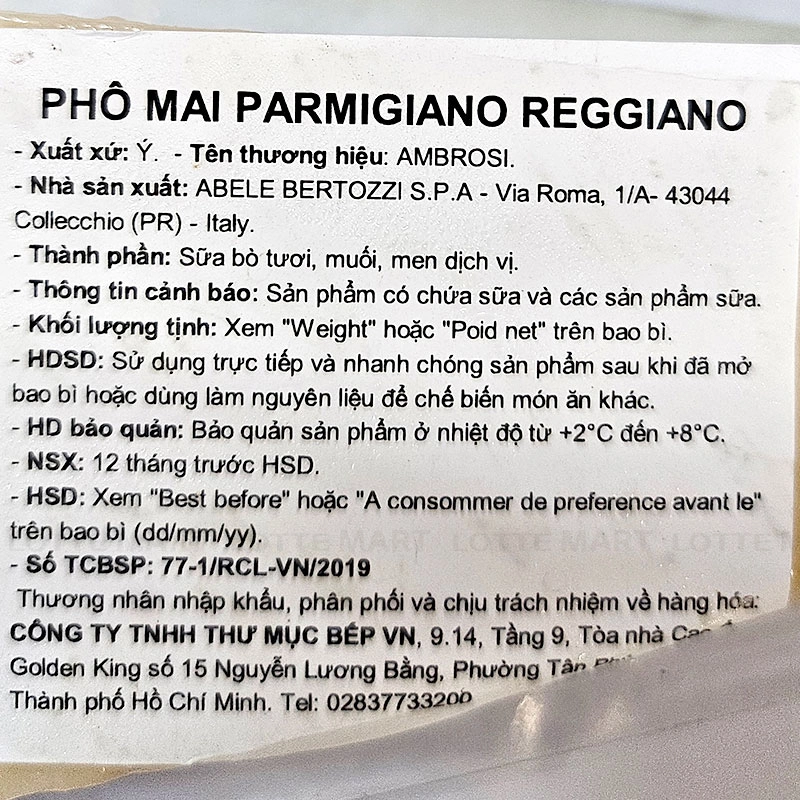 PHÔ MAI PARMIGIANO REGGIANO
- Xuất xứ: Ý. - Tên thương hiệu: AMBROSI.
- Nhà sản xuất: ABELE BERTOZZI S.P.A - Via Roma, 1/A- 43044
Collecchio (PR) - Italy.
- Thành phần: Sữa bò tươi, muối, men dịch vị.
- Thông tin cảnh báo: Sản phẩm có chứa sữa và các sản phẩm sữa.
- Khối lượng tịnh: Xem "Weight" hoặc "Poid net" trên bao bì.
- HDSD: Sử dụng trực tiếp và nhanh chóng sản phẩm sau khi đã mở
bao bì hoặc dùng làm nguyên liệu để chế biến món ăn khác.
- HD bảo quản: Bảo quản sản phẩm ở nhiệt độ từ +2°C đến +8°C.
- NSX: 12 tháng trước HSD.
- HSD: Xem "Best before" hoặc "A consommer de preference avant le"
trên bao bì (dd/mm/yy).
LOTTE MART LOTTE MART LOTTE
- Số TCBSP: 77-1/RCL-VN/2019
Thương nhân nhập khẩu, phân phối và chịu trách nhiệm về hàng hóa:
CÔNG TY TNHH THƯ MỤC BẾP VN, 9.14, Tầng 9, Tòa nhà
Golden King số 15 Nguyễn Lương Bằng, Phường Tân
Thành phố Hồ Chí Minh. Tel: 02837733200